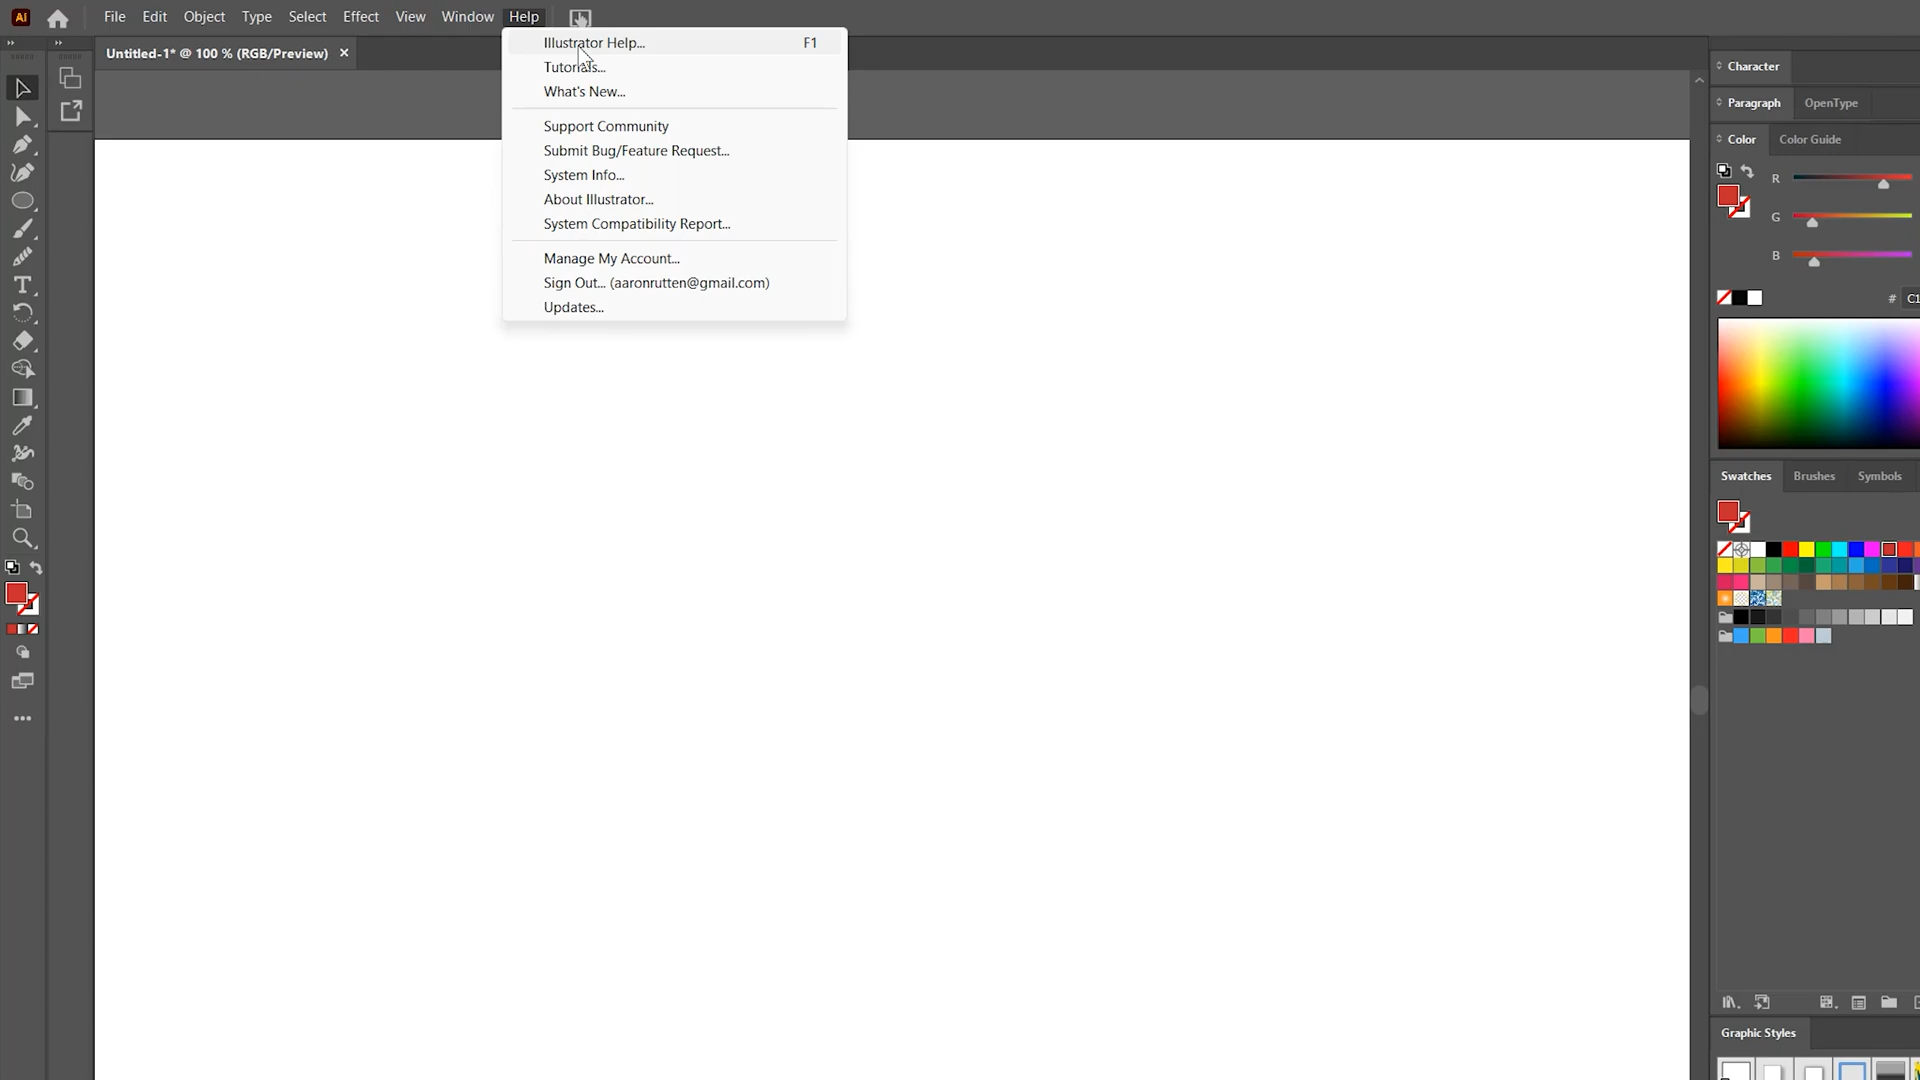 Ai
File Edit Object Type Select Effect View Window Help
Untitled-1* @ 100 % (RGB/Preview) ×
Illustrator Help... F1
Tutorials...
What's New...
Support Community
Submit Bug/Feature Request...
System Info...
About Illustrator...
System Compatibility Report...
Manage My Account...
Sign Out... (aaronrutten@gmail.com)
Updates...
Character
Paragraph OpenType
Color Color Guide
R
G
B
# C1
Swatches Brushes Symbols
Graphic Styles